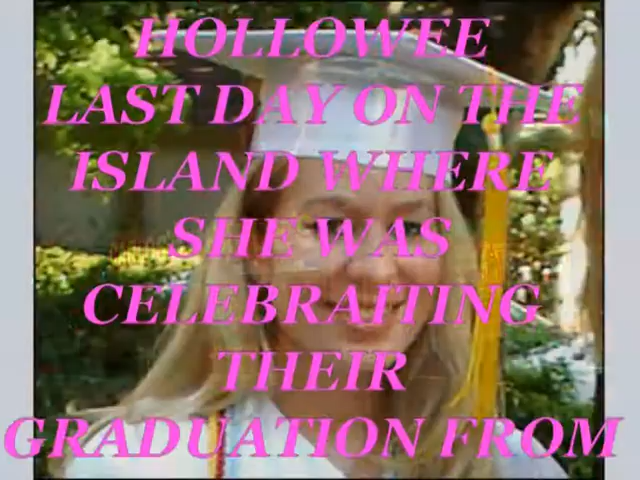 HOLLOWEE
LAST DAY ON THE
ISLAND WHERE
SHE WAS
CELEBRAITING
THEIR
GRADUATION FROM